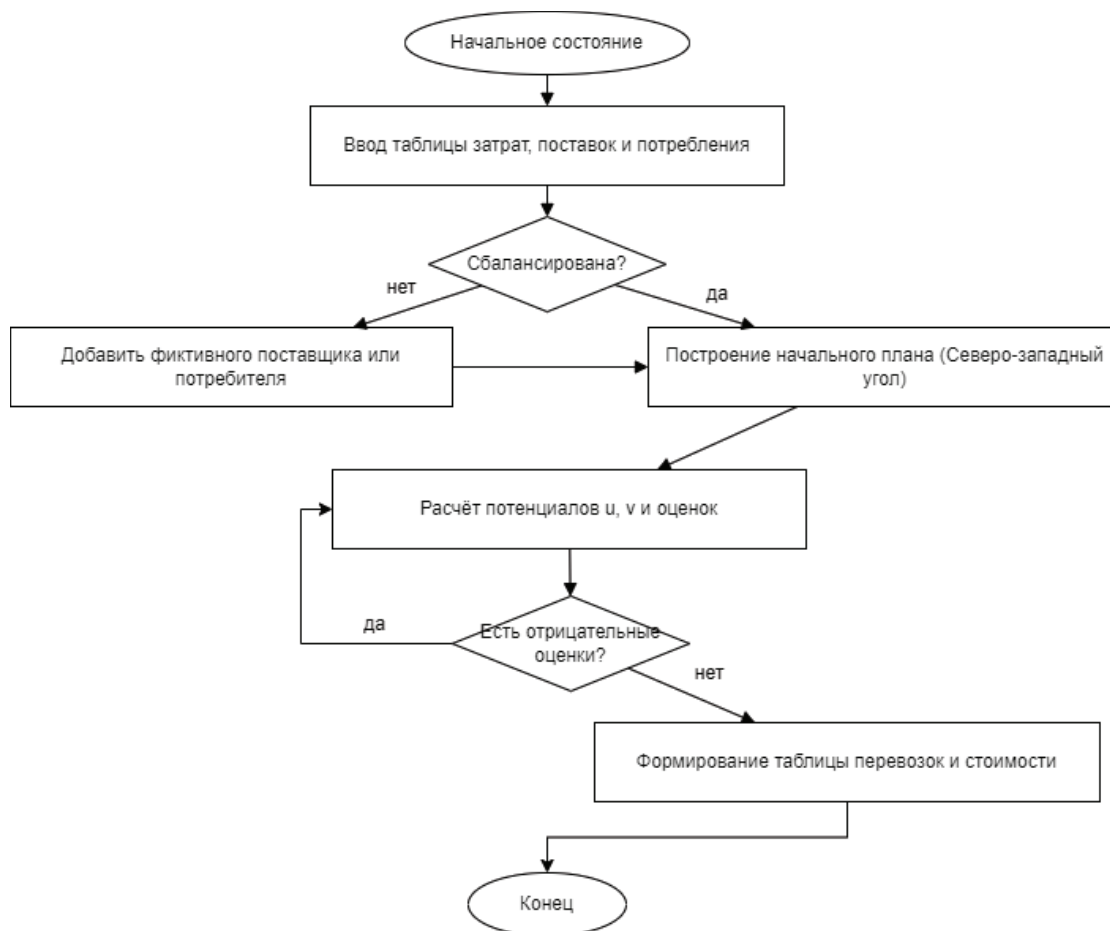 Начальное состояние
Ввод таблицы затрат, поставок и потребления
Сбалансирована?
нет
да
Добавить фиктивного поставщика или
потребителя
Построение начального плана (Северо-западный
угол)
Расчёт потенциалов u, v и оценок
Есть отрицательные
оценки?
да
нет
Формирование таблицы перевозок и стоимости
Конец